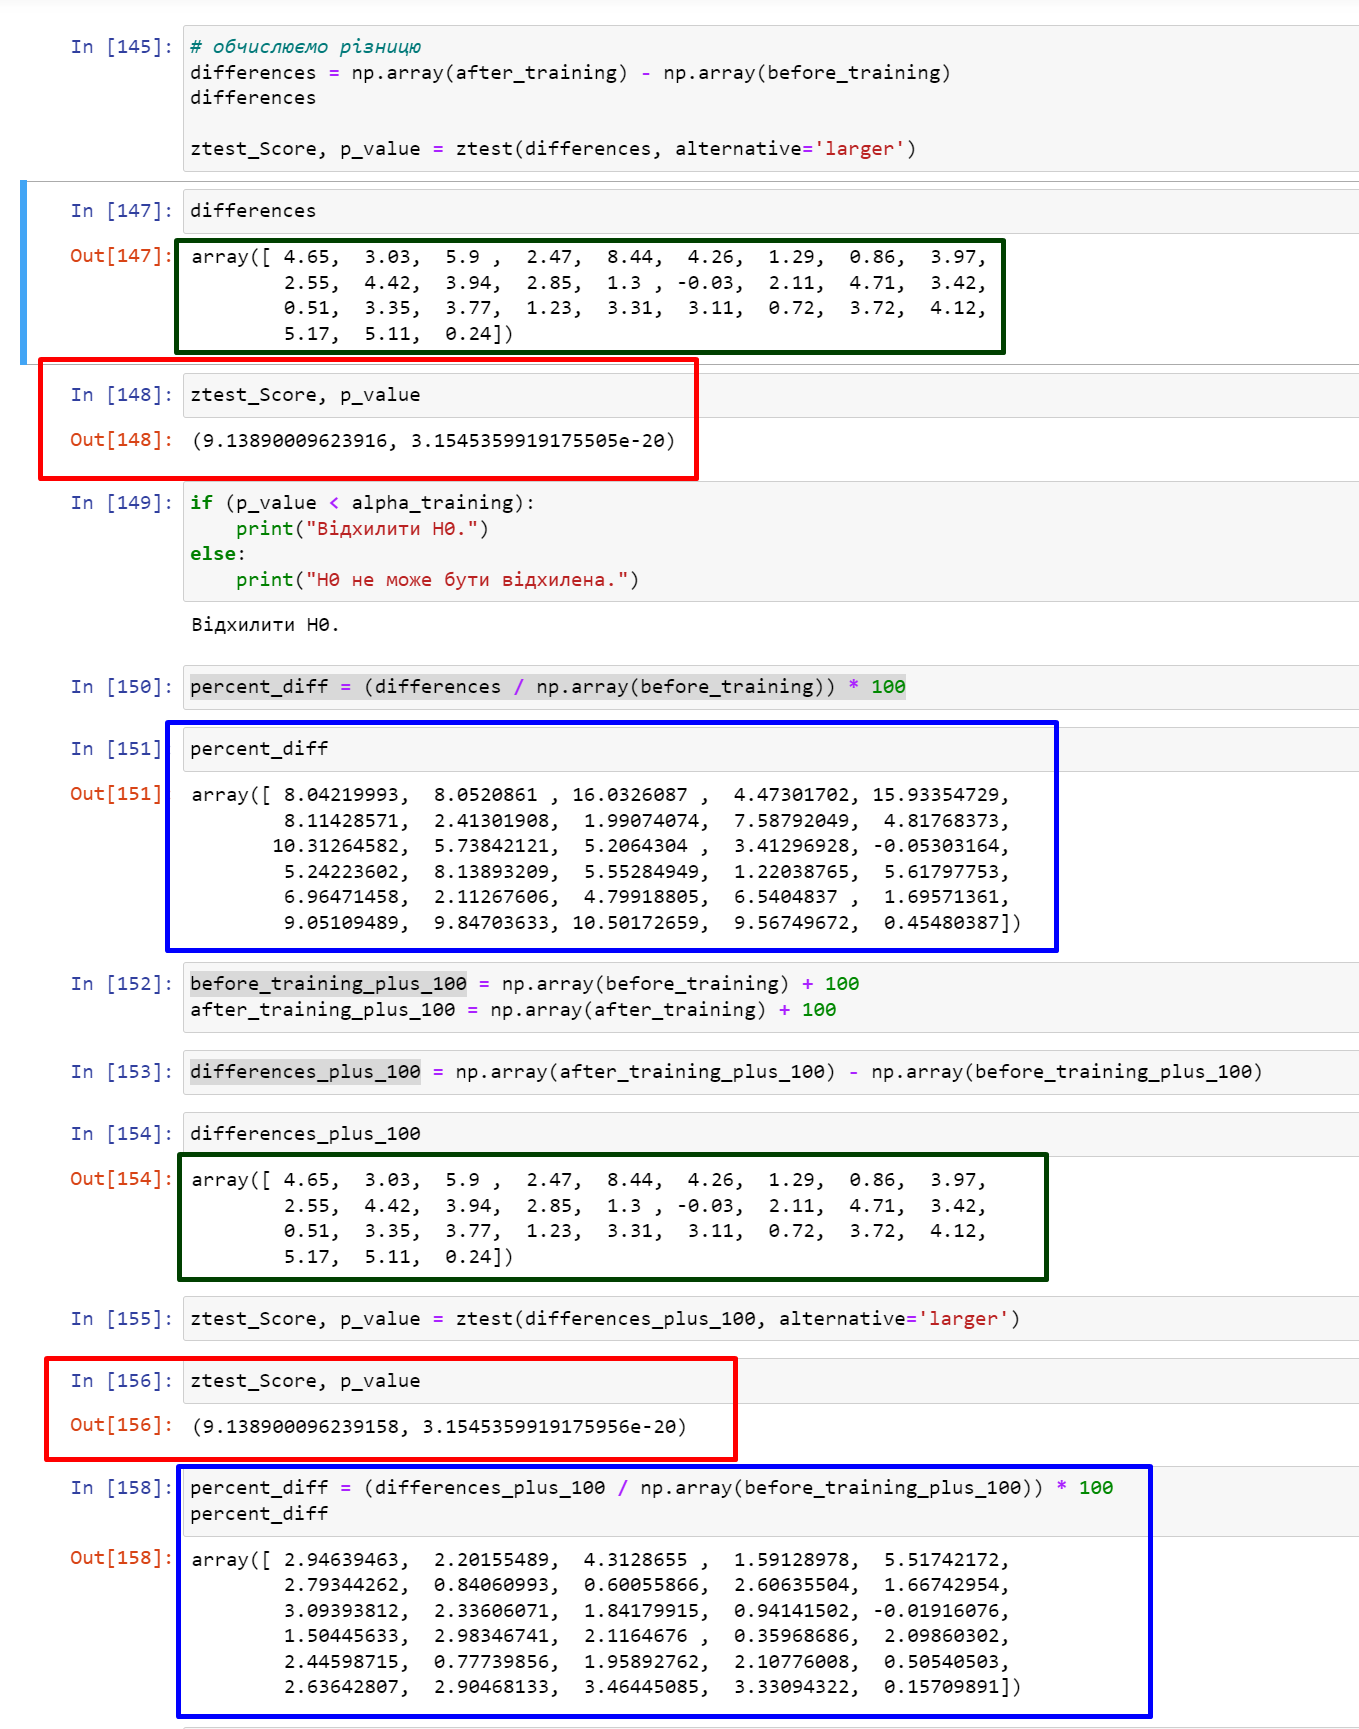 In [145]: # обчислюємо різницю
differences = np.array(after_training) - np.array(before_training)
differences
ztest_Score, p_value = ztest(differences, alternative='larger')
In [147]: differences
Out[147]: array([ 4.65,  3.03,  5.9 ,  2.47,  8.44,  4.26,  1.29,  0.86,  3.97,
2.55,  4.42,  3.94,  2.85,  1.3 , -0.03,  2.11,  4.71,  3.42,
0.51,  3.35,  3.77,  1.23,  3.31,  3.11,  0.72,  3.72,  4.12,
5.17,  5.11,  0.24])
In [148]: ztest_Score, p_value
Out[148]: (9.13890009623916, 3.1545359919175505e-20)
In [149]: if (p_value < alpha_training):
print("Відхилити H0.")
else:
print("H0 не може бути відхилена.")
Відхилити H0.
In [150]: percent_diff = (differences / np.array(before_training)) * 100
In [151]: percent_diff
Out[151]: array([ 8.04219993,  8.0520861 , 16.0326087 ,  4.47301702, 15.93354729,
8.11428571,  2.41301908,  1.99074074,  7.58792049,  4.81768373,
10.31264582,  5.73842121,  5.2064304 ,  3.41296928, -0.05303164,
5.24223602,  8.13893209,  5.55284949,  1.22038765,  5.61797753,
6.96471458,  2.11267606,  4.79918805,  6.5404837 ,  1.69571361,
9.05109489,  9.84703633, 10.50172659,  9.56749672,  0.45480387])
In [152]: before_training_plus_100 = np.array(before_training) + 100
after_training_plus_100 = np.array(after_training) + 100
In [153]: differences_plus_100 = np.array(after_training_plus_100) - np.array(before_training_plus_100)
In [154]: differences_plus_100
Out[154]: array([ 4.65,  3.03,  5.9 ,  2.47,  8.44,  4.26,  1.29,  0.86,  3.97,
2.55,  4.42,  3.94,  2.85,  1.3 , -0.03,  2.11,  4.71,  3.42,
0.51,  3.35,  3.77,  1.23,  3.31,  3.11,  0.72,  3.72,  4.12,
5.17,  5.11,  0.24])
In [155]: ztest_Score, p_value = ztest(differences_plus_100, alternative='larger')
In [156]: ztest_Score, p_value
Out[156]: (9.138900096239158, 3.1545359919175956e-20)
In [158]: percent_diff = (differences_plus_100 / np.array(before_training_plus_100)) * 100
percent_diff
Out[158]: array([ 2.94639463,  2.20155489,  4.3128655 ,  1.59128978,  5.51742172,
2.79344262,  0.84060993,  0.60055866,  2.60635504,  1.66742954,
3.09393812,  2.33606071,  1.84179915,  0.94141502, -0.01916076,
1.50445633,  2.98346741,  2.1164676 ,  0.35968686,  2.09860302,
2.44598715,  0.77739856,  1.95892762,  2.10776008,  0.50540503,
2.63642807,  2.90468133,  3.46445085,  3.33094322,  0.15709891])